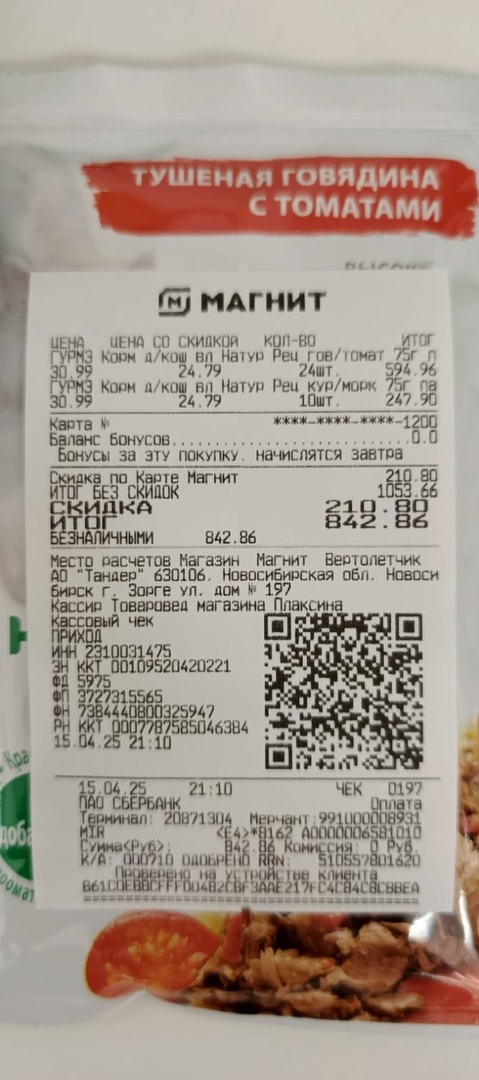 ТУШЕНАЯ ГОВЯДИНА
С ТОМАТАМИ
МАГНИТ
ЦЕНА ЦЕНА СО СКИДКОЙ КОЛ-ВО ИТОГ
ГУРМЭ Корм д/кош вл Натур Рец гов/томат 75г п
30.99 24.79 24шт. 594.96
ГУРМЭ Корм д/кош вл Натур Рец кур/морк 75г па
30.99 24.79 10шт. 247.90
Карта № ****-****-****-1200
Баланс Бонусов 0.0
Бонусы за эту покупку. начислятся завтра
Скидка по Карте Магнит 210.80
ИТОГ БЕЗ СКИДОК 1053.66
СКИДКА 210.80
ИТОГ 842.86
БЕЗНАЛИЧНЫМИ 842.86
Место расчетов Магазин Магнит Вертолетчик
АО "Тандер" 630106. Новосибирская обл. Новоси
бирск г. Зорге ул. дом № 197
Кассир Товаровед магазина Плаксина
Кассовый чек
ПРИХОД
ИНН 2310031475
ЗН ККТ 00109520420221
ФД 5975
ФП 3727315565
ФН 7384440800325947
РН ККТ 0007787585046384
15.04.25 21:10
15.04.25 21:10 ЧЕК 0197
ПАО СБЕРБАНК Оплата
Терминал: 20871304 Мерчант:991000008931
MIR <E4>*8162 A0000006581010
Сумма<Руб>: 842.86 Комиссия: 0 Руб.
К/А: 000710 ОДОБРЕНО RRN: 510557801620
Проверено на устройстве клиента